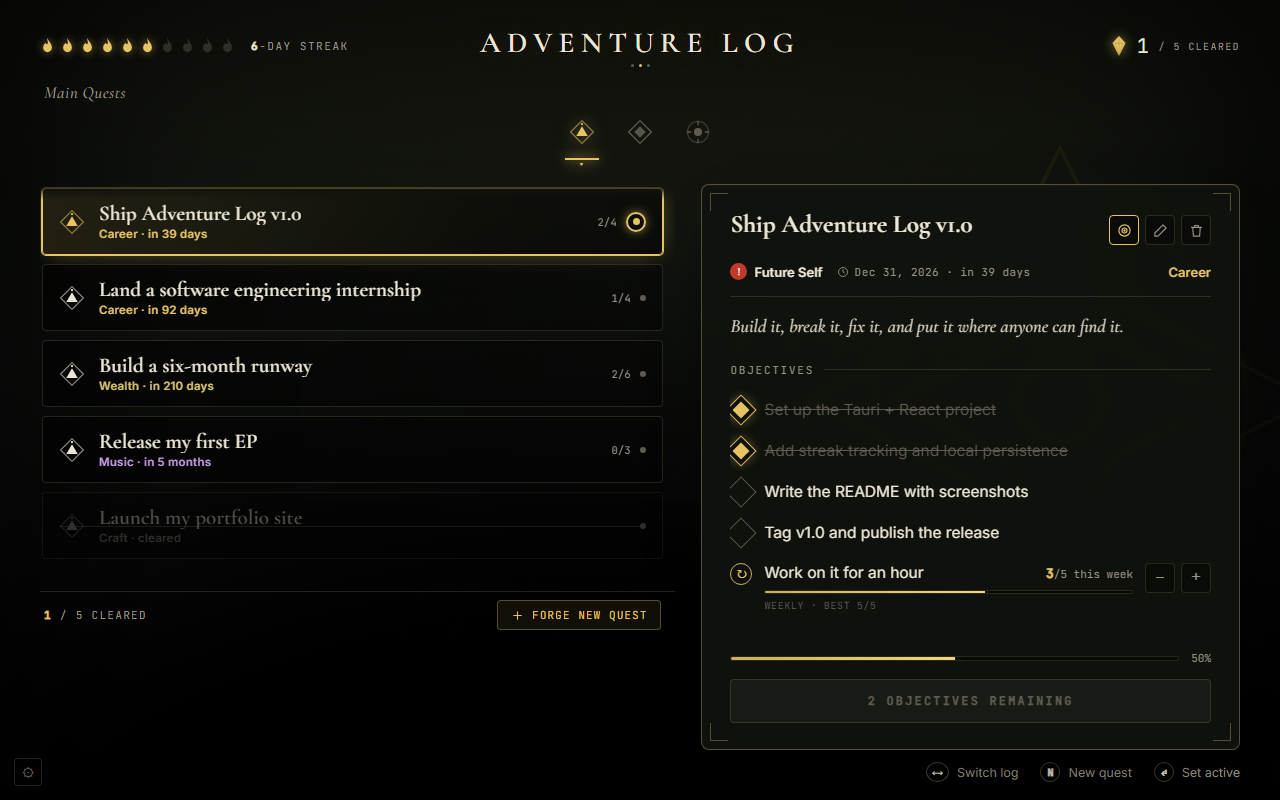 6-DAY STREAK
ADVENTURE LOG
1 / 5 CLEARED
Main Quests
Ship Adventure Log v1.0
Career · in 39 days
2/4
Land a software engineering internship
Career · in 92 days
1/4
Build a six-month runway
Wealth · in 210 days
2/6
Release my first EP
Music · in 5 months
0/3
Launch my portfolio site
Craft · cleared
1 / 5 CLEARED
+ FORGE NEW QUEST
Ship Adventure Log v1.0
! Future Self
Dec 31, 2026 · in 39 days
Career
Build it, break it, fix it, and put it where anyone can find it.
OBJECTIVES
Set up the Tauri + React project
Add streak tracking and local persistence
Write the README with screenshots
Tag v1.0 and publish the release
↻ Work on it for an hour
3/5 this week
− +
WEEKLY · BEST 5/5
50%
2 OBJECTIVES REMAINING
↔ Switch log
N New quest
Set active